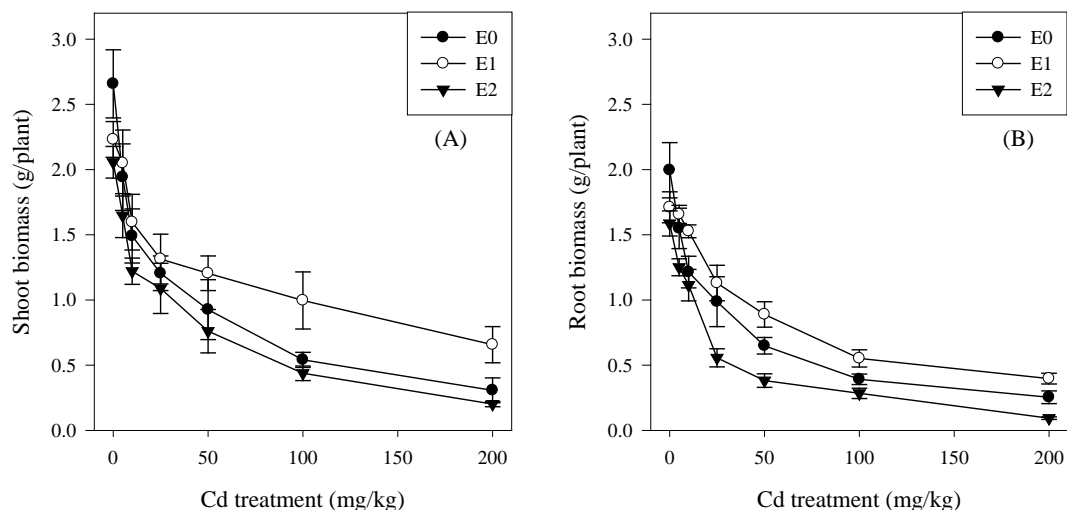 E0
E1
E2
(A)
Shoot biomass (g/plant)
3.0
2.5
2.0
1.5
1.0
0.5
0.0
0 50 100 150 200
Cd treatment (mg/kg)
E0
E1
E2
(B)
Root biomass (g/plant)
3.0
2.5
2.0
1.5
1.0
0.5
0.0
0 50 100 150 200
Cd treatment (mg/kg)